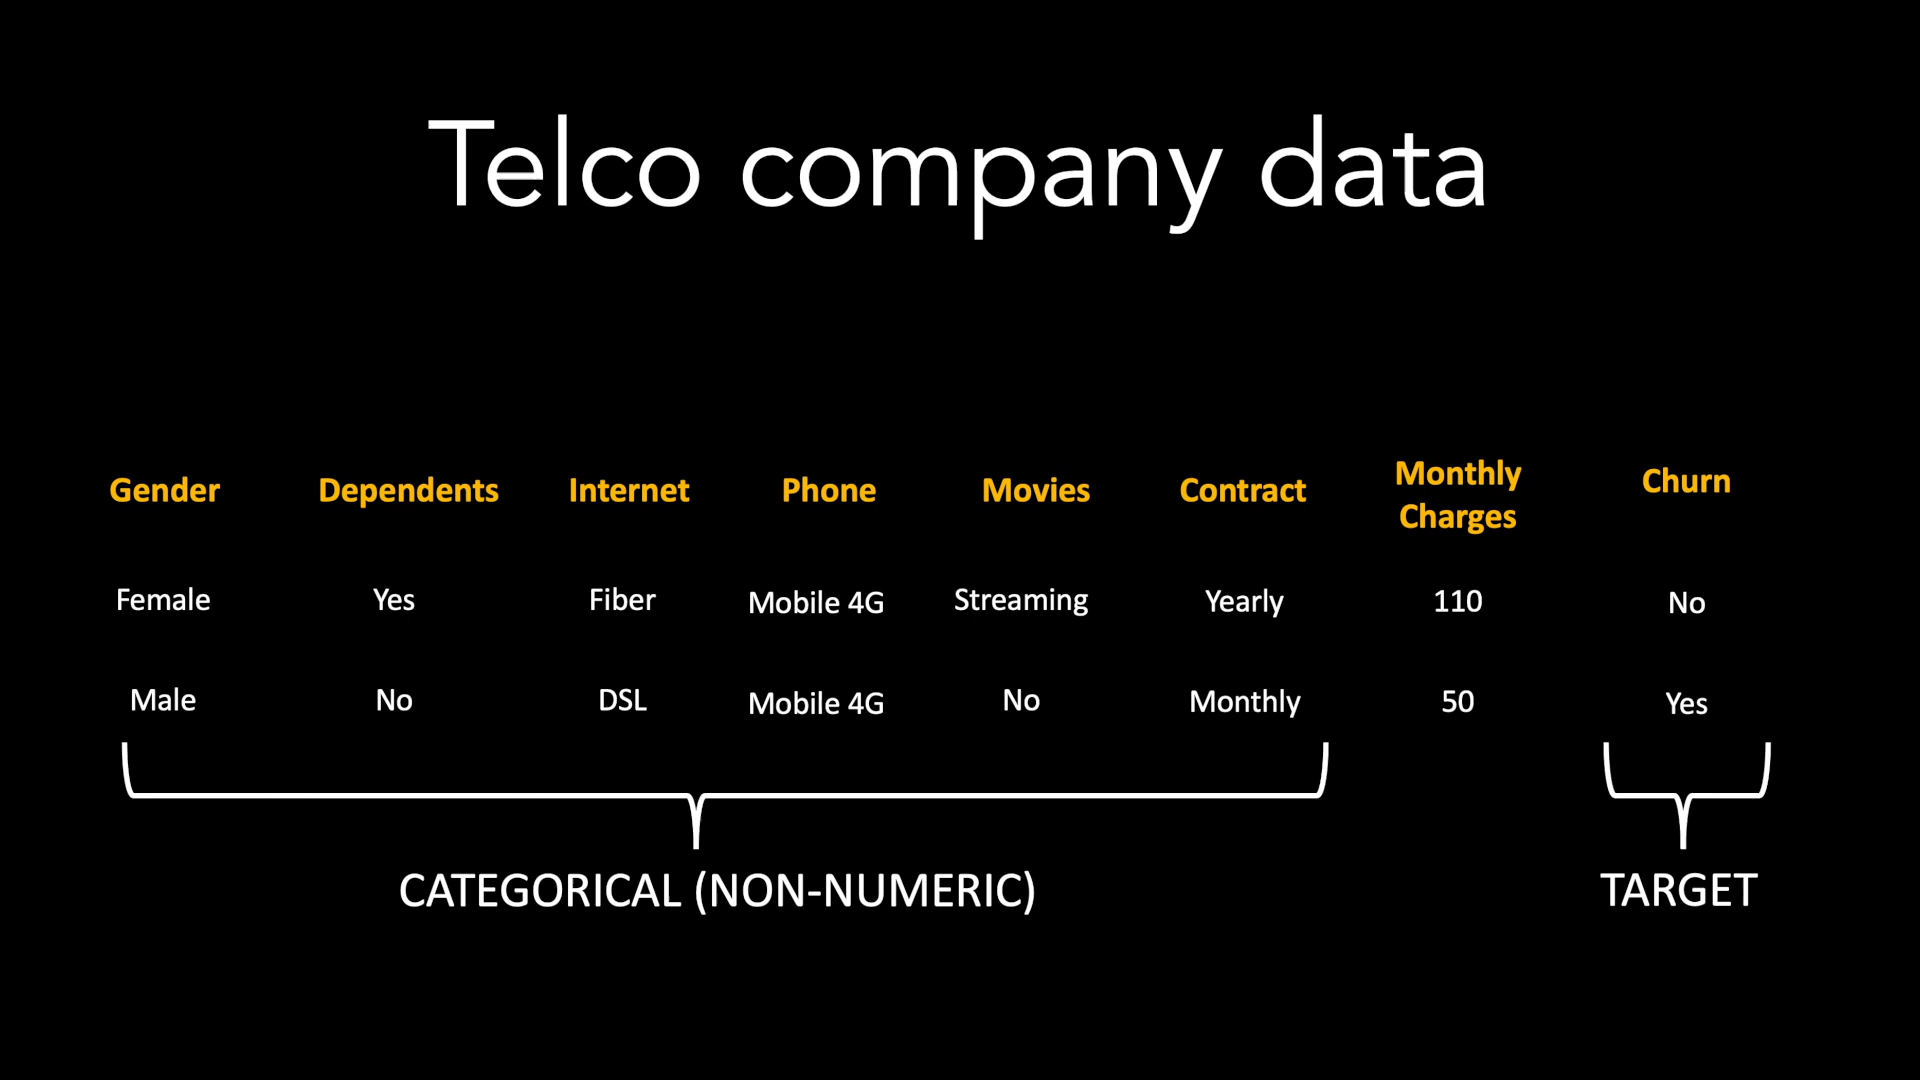 Telco company data
Gender Dependents Internet Phone Movies Contract Monthly Charges Churn
Female Yes Fiber Mobile 4G Streaming Yearly 110 No
Male No DSL Mobile 4G No Monthly 50 Yes
CATEGORICAL (NON-NUMERIC) TARGET